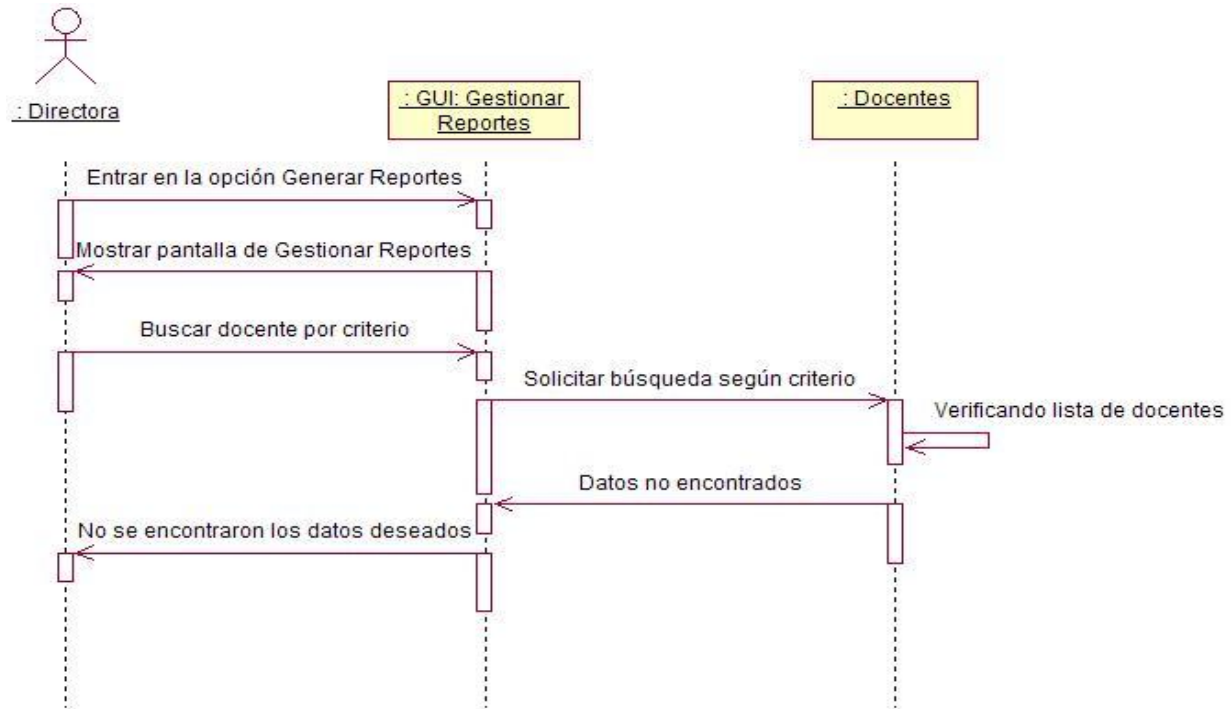 : Directora
: GUI: Gestionar
Reportes
: Docentes
Entrar en la opción Generar Reportes
Mostrar pantalla de Gestionar Reportes
Buscar docente por criterio
Solicitar búsqueda según criterio
Verificando lista de docentes
Datos no encontrados
No se encontraron los datos deseados